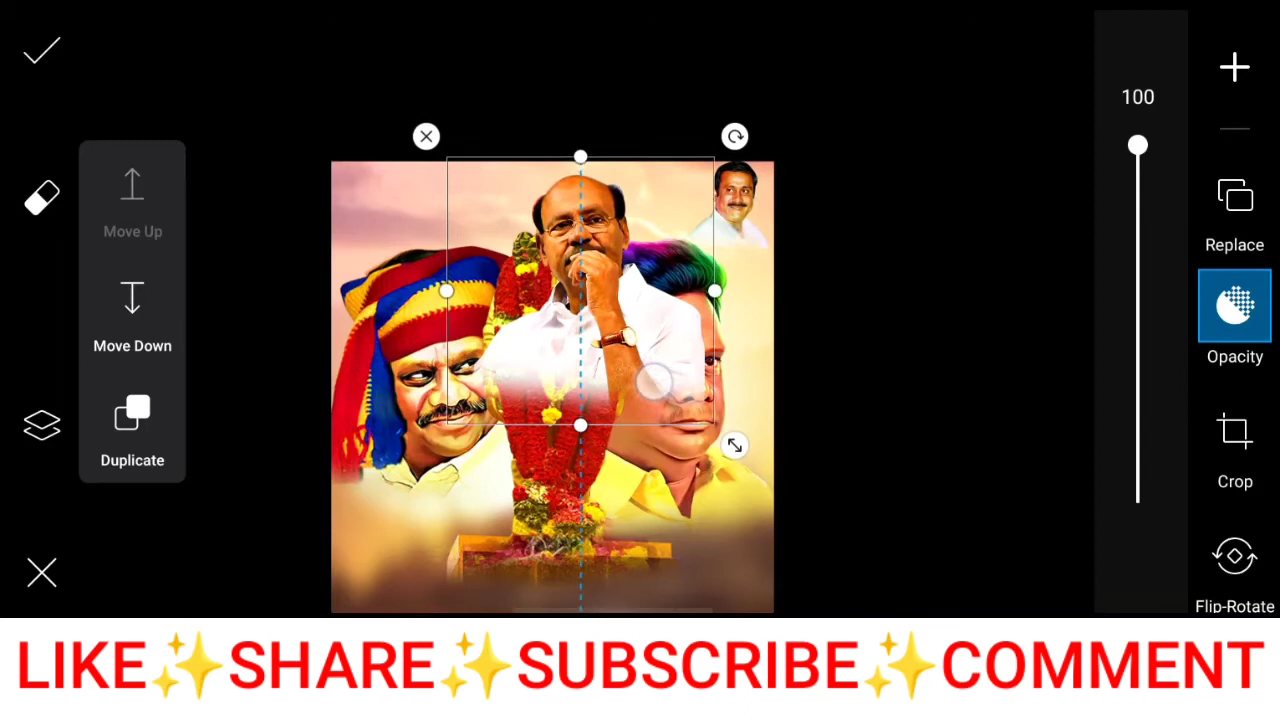 100
Move Up
Replace
Move Down
Opacity
Duplicate
Crop
Flip-Rotate
LIKE✨SHARE✨SUBSCRIBE✨COMMENT